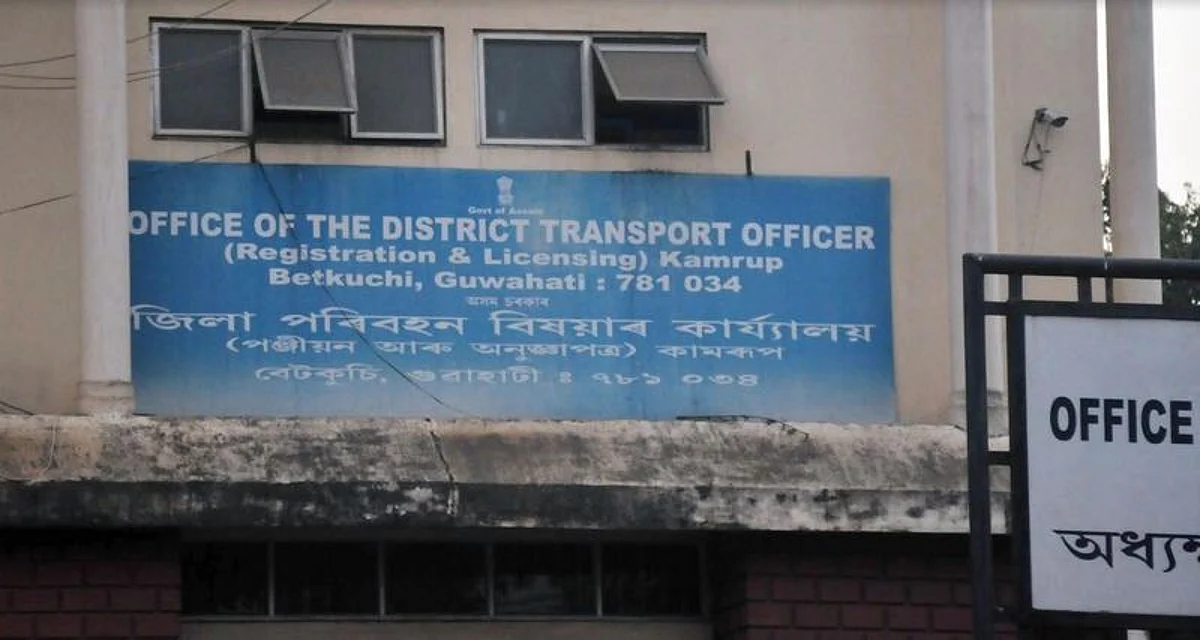 Govt of Assam
OFFICE OF THE DISTRICT TRANSPORT OFFICER
(Registration & Licensing) Kamrup
Betkuchi, Guwahati : 781 034
অসম চৰকাৰ
জিলা পৰিবহন বিষয়াৰ কাৰ্য্যালয়
(পঞ্জীয়ন আৰু অনুজ্ঞাপত্ৰ) কামৰূপ
বেটকুচি, গুৱাহাটী : ৭৮১ ০৩৪
OFFICE